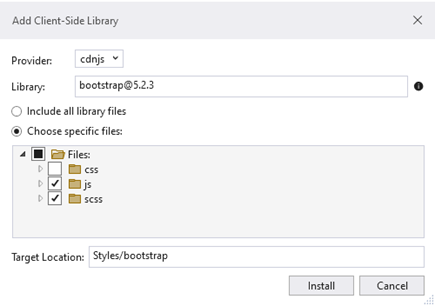 Add Client-Side Library
Provider: cdnjs
Library: bootstrap@5.2.3
Include all library files
Choose specific files:
Files:
css
js
scss
Target Location: Styles/bootstrap
Install Cancel